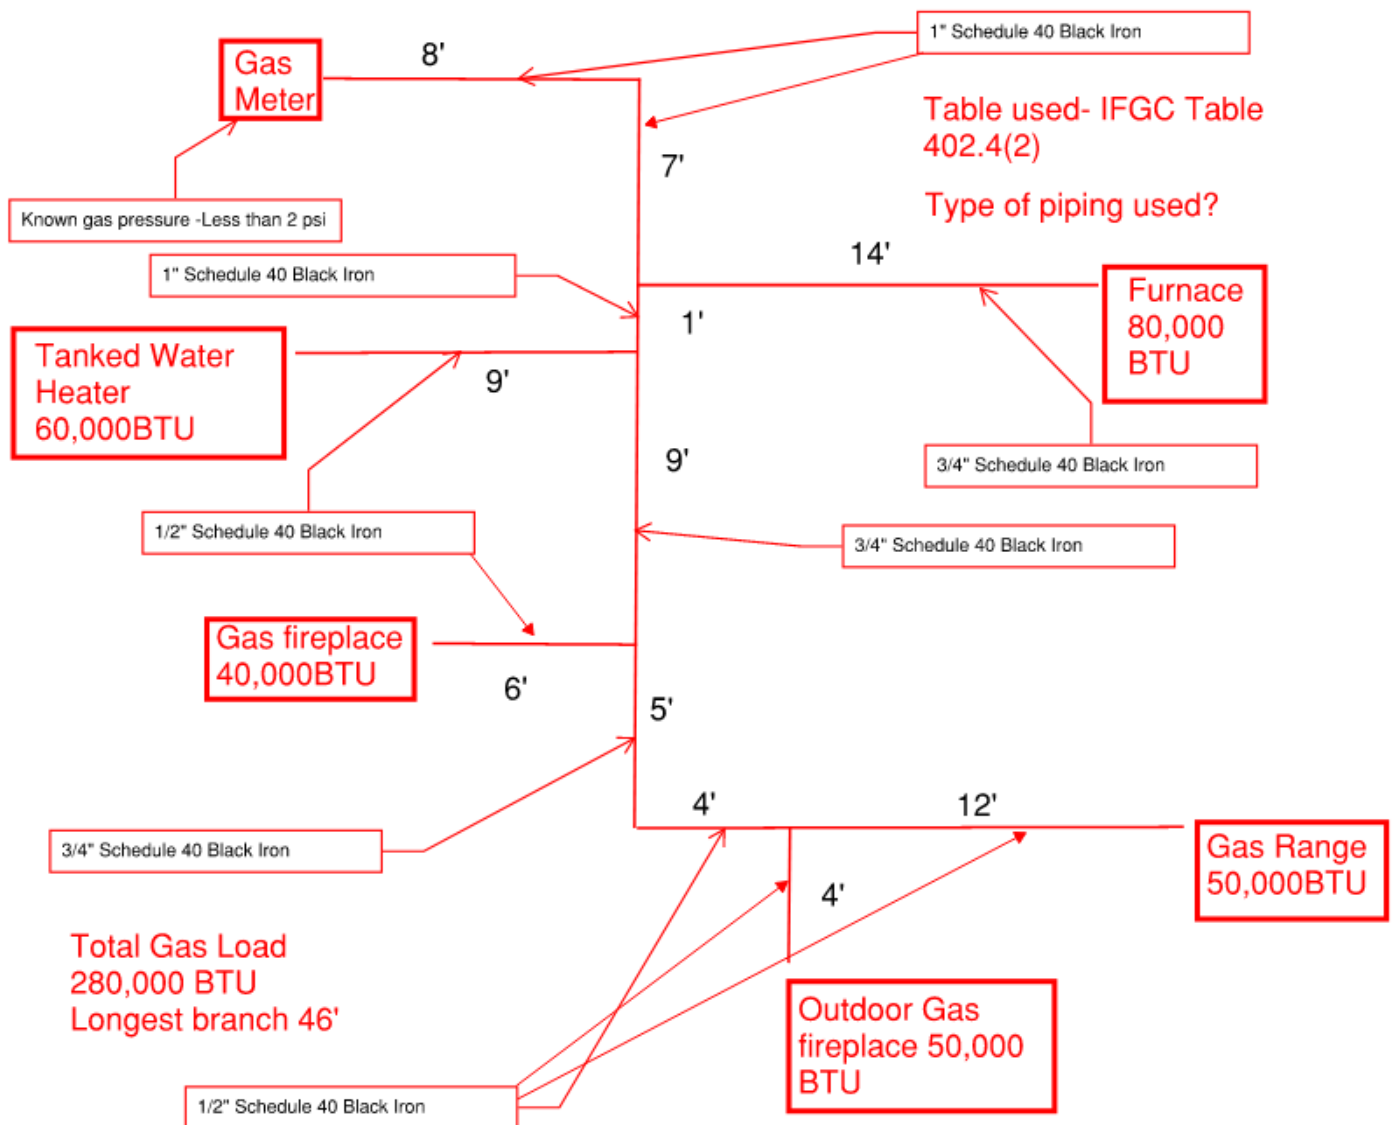 1" Schedule 40 Black Iron
8'
Gas
Meter
Table used- IFGC Table
402.4(2)
7'
Type of piping used?
Known gas pressure -Less than 2 psi
14'
1" Schedule 40 Black Iron
Furnace
80,000
BTU
1'
Tanked Water
Heater
60,000BTU
9'
9'
3/4" Schedule 40 Black Iron
1/2" Schedule 40 Black Iron
3/4" Schedule 40 Black Iron
Gas fireplace
40,000BTU
6'
5'
4'
12'
3/4" Schedule 40 Black Iron
Gas Range
50,000BTU
4'
Total Gas Load
280,000 BTU
Longest branch 46'
Outdoor Gas
fireplace 50,000
BTU
1/2" Schedule 40 Black Iron